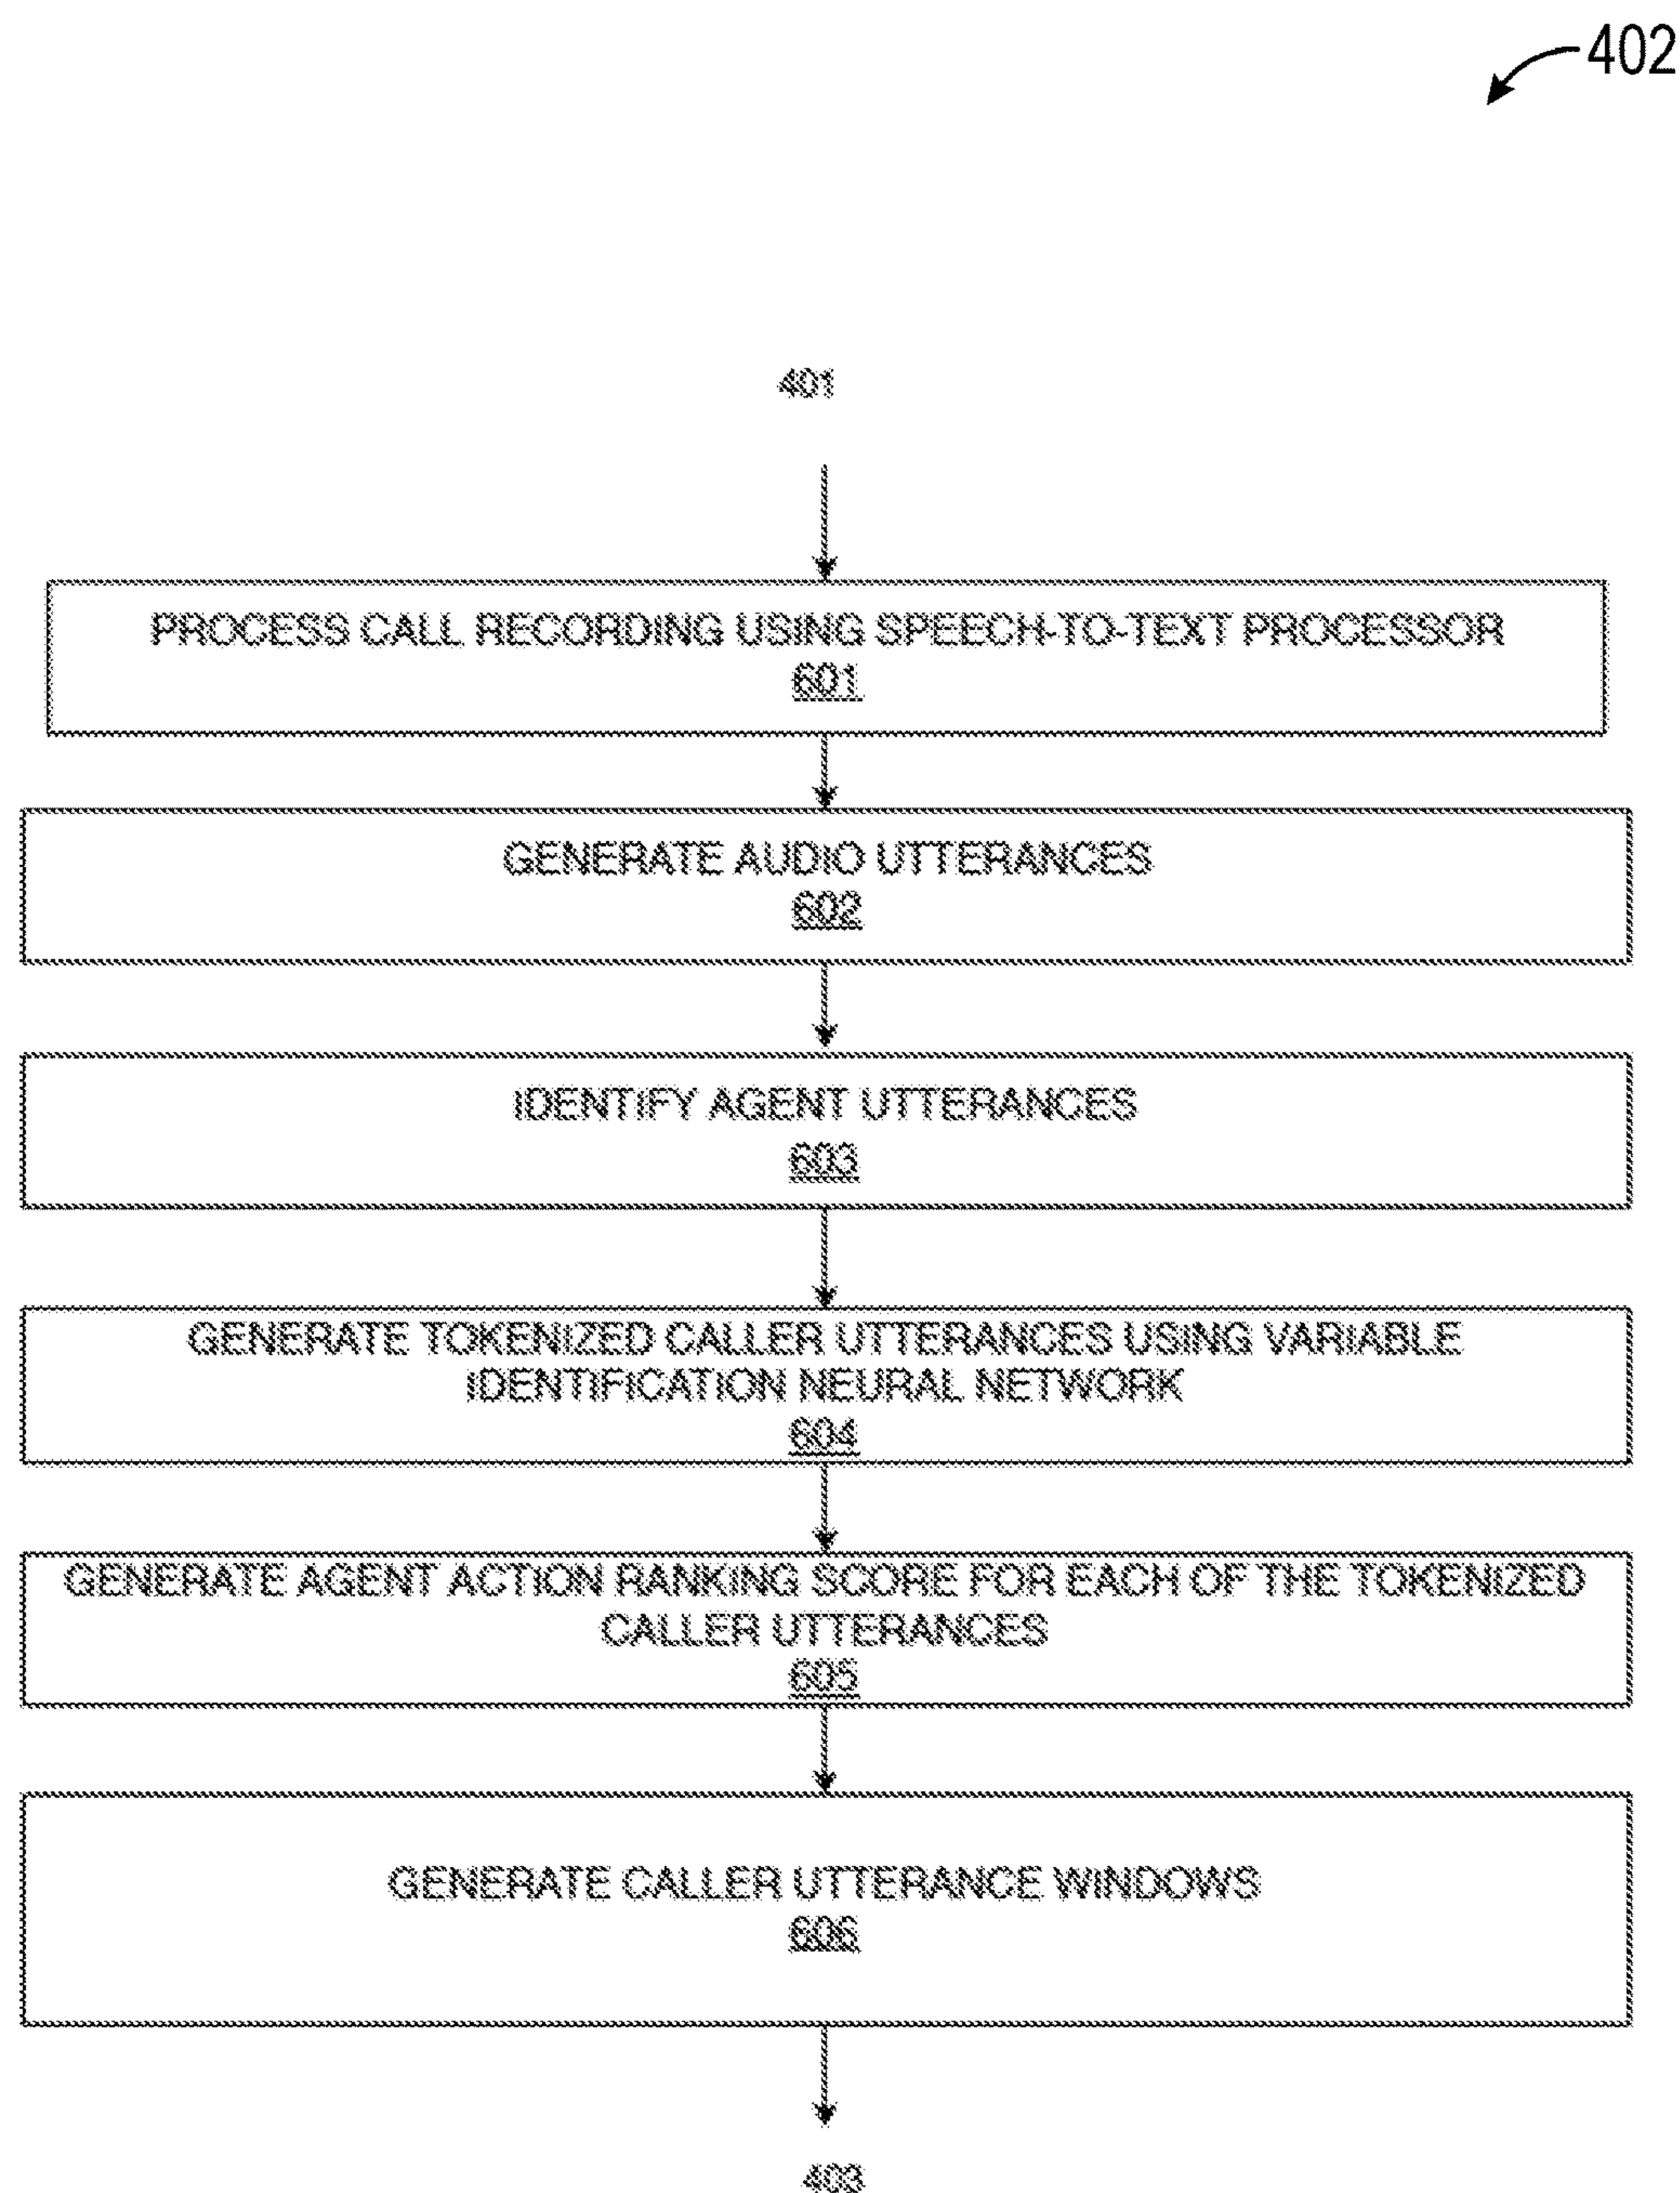 402
401
PROCESS CALL RECORDING USING SPEECH-TO-TEXT PROCESSOR
601
GENERATE AUDIO UTTERANCES
602
IDENTIFY AGENT UTTERANCES
603
GENERATE TOKENIZED CALLER UTTERANCES USING VARIABLE
IDENTIFICATION NEURAL NETWORK
604
GENERATE AGENT ACTION RANKING SCORE FOR EACH OF THE TOKENIZED
CALLER UTTERANCES
605
GENERATE CALLER UTTERANCE WINDOWS
606
403